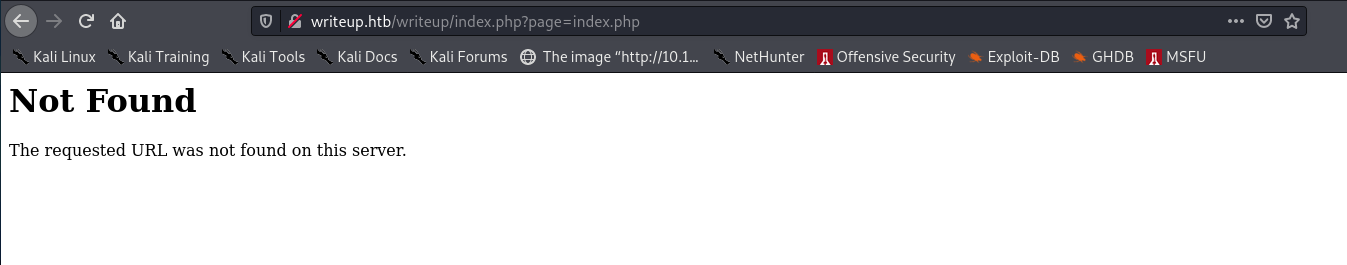 writeup.htb/writeup/index.php?page=index.php
Kali Linux Kali Training Kali Tools Kali Docs Kali Forums The image “http://10.1... NetHunter Offensive Security Exploit-DB GHDB MSFU
Not Found
The requested URL was not found on this server.